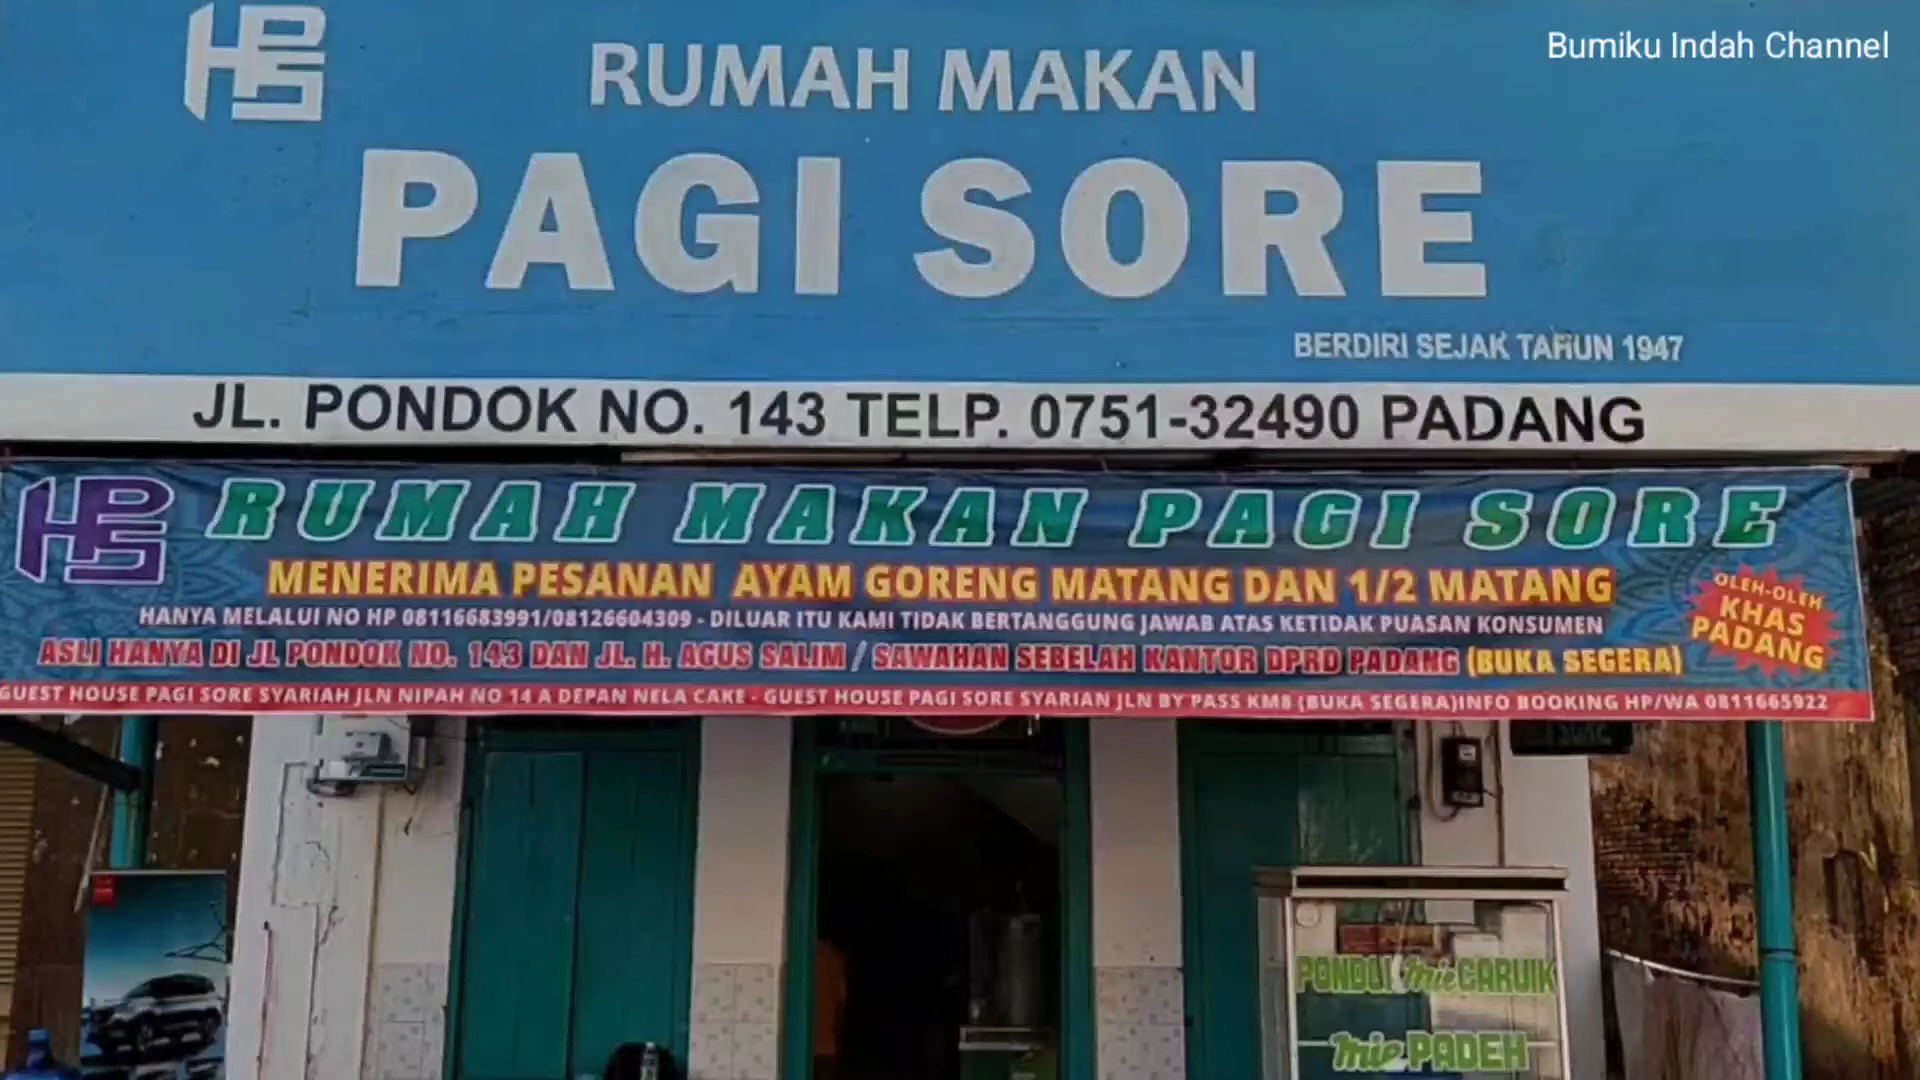 HPS
RUMAH MAKAN
Bumiku Indah Channel
PAGI SORE
BERDIRI SEJAK TAHUN 1947
JL. PONDOK NO. 143 TELP. 0751-32490 PADANG
HPS
RUMAH MAKAN PAGI SORE
MENERIMA PESANAN AYAM GORENG MATANG DAN 1/2 MATANG
HANYA MELALUI NO HP 08116683991/08126604309 - DILUAR ITU KAMI TIDAK BERTANGGUNG JAWAB ATAS KETIDAK PUASAN KONSUMEN
OLEH-OLEH
KHAS
PADANG
ASLI HANYA DI JL PONDOK NO. 143 DAN JL. H. AGUS SALIM / SAWAHAN SEBELAH KANTOR DPRD PADANG (BUKA SEGERA)
GUEST HOUSE PAGI SORE SYARIAH JLN NIPAH NO 14 A DEPAN NELA CAKE - GUEST HOUSE PAGI SORE SYARIAN JLN BY PASS KM8 (BUKA SEGERA)INFO BOOKING HP/WA 0811665922
mie CARUIK
mie PADEH